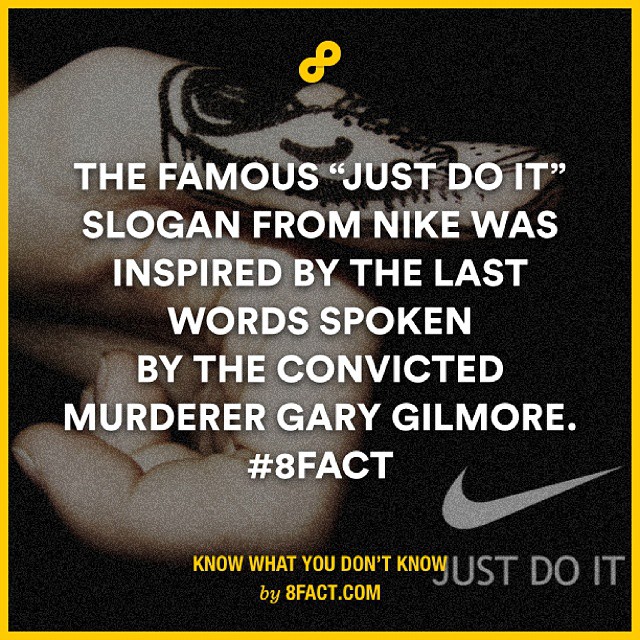 THE FAMOUS “JUST DO IT”
SLOGAN FROM NIKE WAS
INSPIRED BY THE LAST
WORDS SPOKEN
BY THE CONVICTED
MURDERER GARY GILMORE.
#8FACT
KNOW WHAT YOU DON’T KNOW
by 8FACT.COM
JUST DO IT